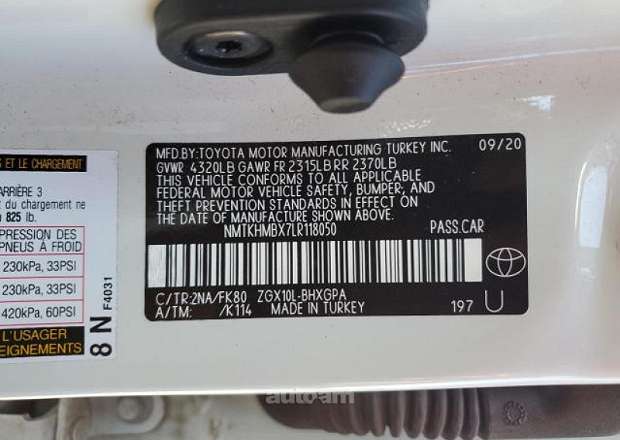 MFD.BY:TOYOTA MOTOR MANUFACTURING TURKEY INC. 09/20
GVWR 4320LB GAWR FR 2315LB RR 2370LB
THIS VEHICLE CONFORMS TO ALL APPLICABLE
FEDERAL MOTOR VEHICLE SAFETY, BUMPER, AND
THEFT PREVENTION STANDARDS IN EFFECT ON
THE DATE OF MANUFACTURE SHOWN ABOVE.
NMTKHMBX7LR118050 PASS.CAR
C/TR:2NA/FK80 ZGX10L-BHXGPA
A/TM: /K114 MADE IN TURKEY 197 U
ET LE CHARGEMENT
ARRIÈRE 3
du chargement ne
825 lb.
PRESSION DES
PNEUS À FROID
230kPa, 33PSI
230kPa, 33PSI
420kPa, 60PSI
L'USAGER
8 N F4031
auto.am